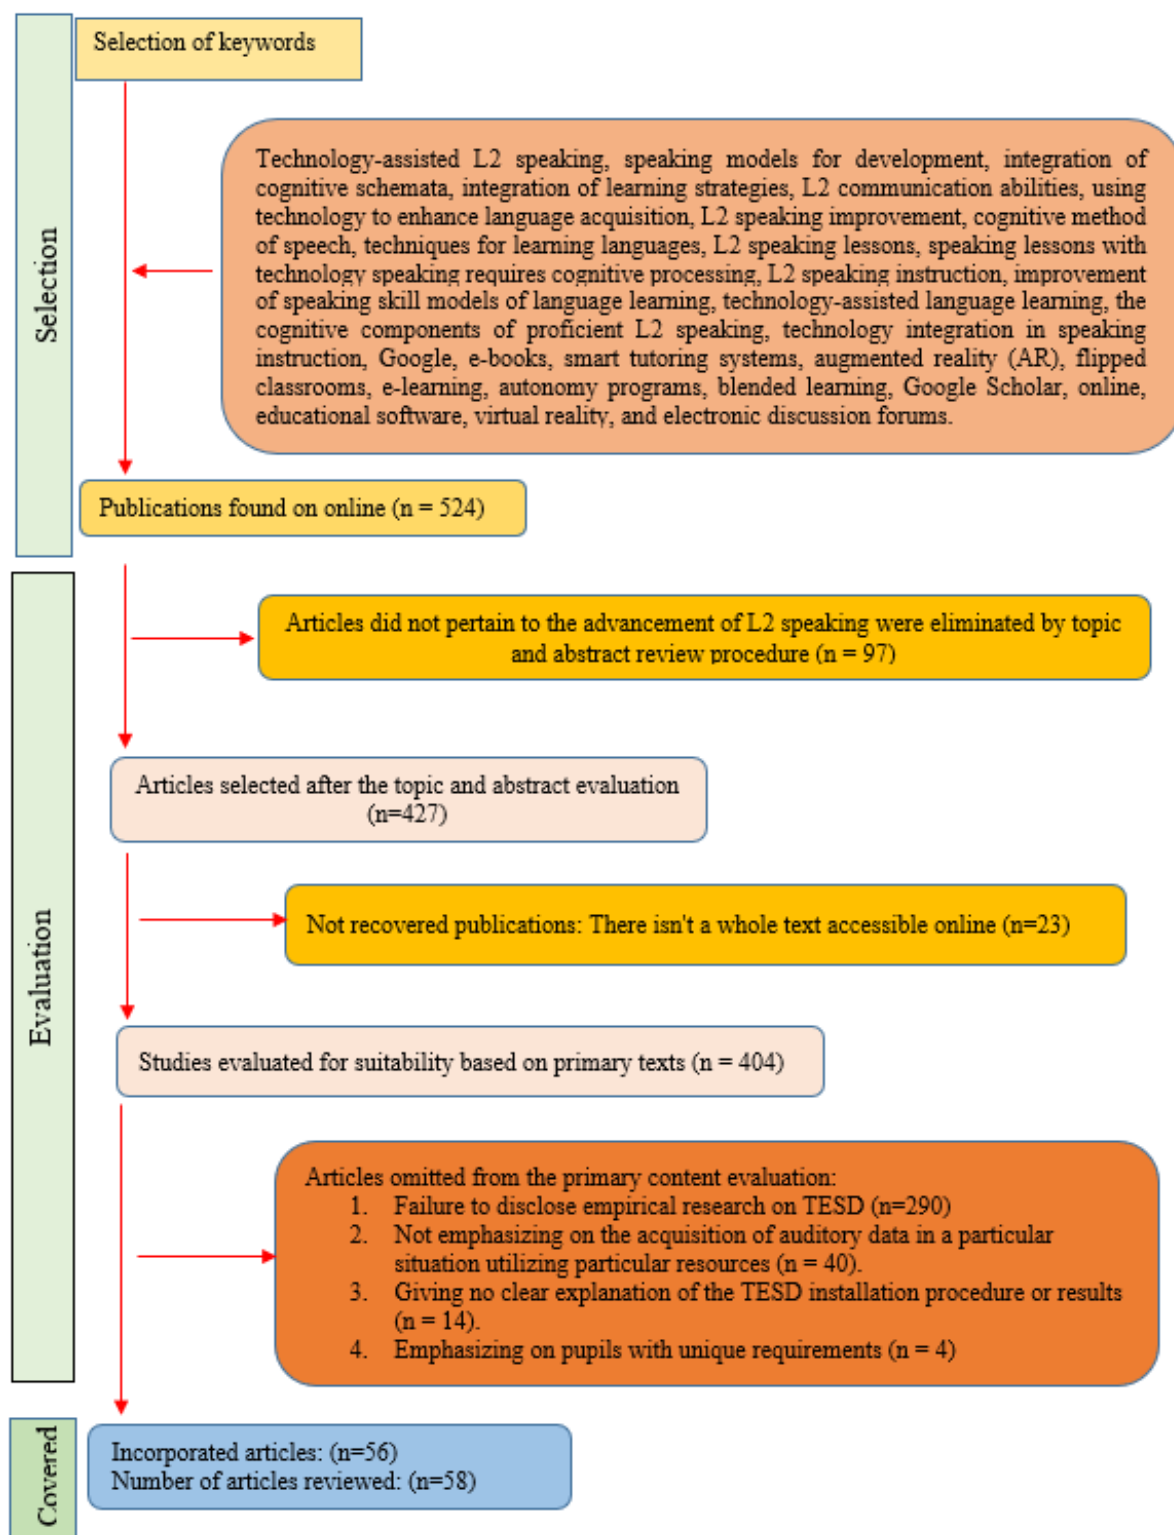 Selection
Selection of keywords
Technology-assisted L2 speaking, speaking models for development, integration of
cognitive schemata, integration of learning strategies, L2 communication abilities, using
technology to enhance language acquisition, L2 speaking improvement, cognitive method
of speech, techniques for learning languages, L2 speaking lessons, speaking lessons with
technology speaking requires cognitive processing, L2 speaking instruction, improvement
of speaking skill models of language learning, technology-assisted language learning, the
cognitive components of proficient L2 speaking, technology integration in speaking
instruction, Google, e-books, smart tutoring systems, augmented reality (AR), flipped
classrooms, e-learning, autonomy programs, blended learning, Google Scholar, online,
educational software, virtual reality, and electronic discussion forums.
Publications found on online (n = 524)
Evaluation
Articles did not pertain to the advancement of L2 speaking were eliminated by topic
and abstract review procedure (n = 97)
Articles selected after the topic and abstract evaluation
(n=427)
Not recovered publications: There isn't a whole text accessible online (n=23)
Studies evaluated for suitability based on primary texts (n = 404)
Articles omitted from the primary content evaluation:
1. Failure to disclose empirical research on TESD (n=290)
2. Not emphasizing on the acquisition of auditory data in a particular
situation utilizing particular resources (n = 40).
3. Giving no clear explanation of the TESD installation procedure or results
(n = 14).
4. Emphasizing on pupils with unique requirements (n = 4)
Covered
Incorporated articles: (n=56)
Number of articles reviewed: (n=58)